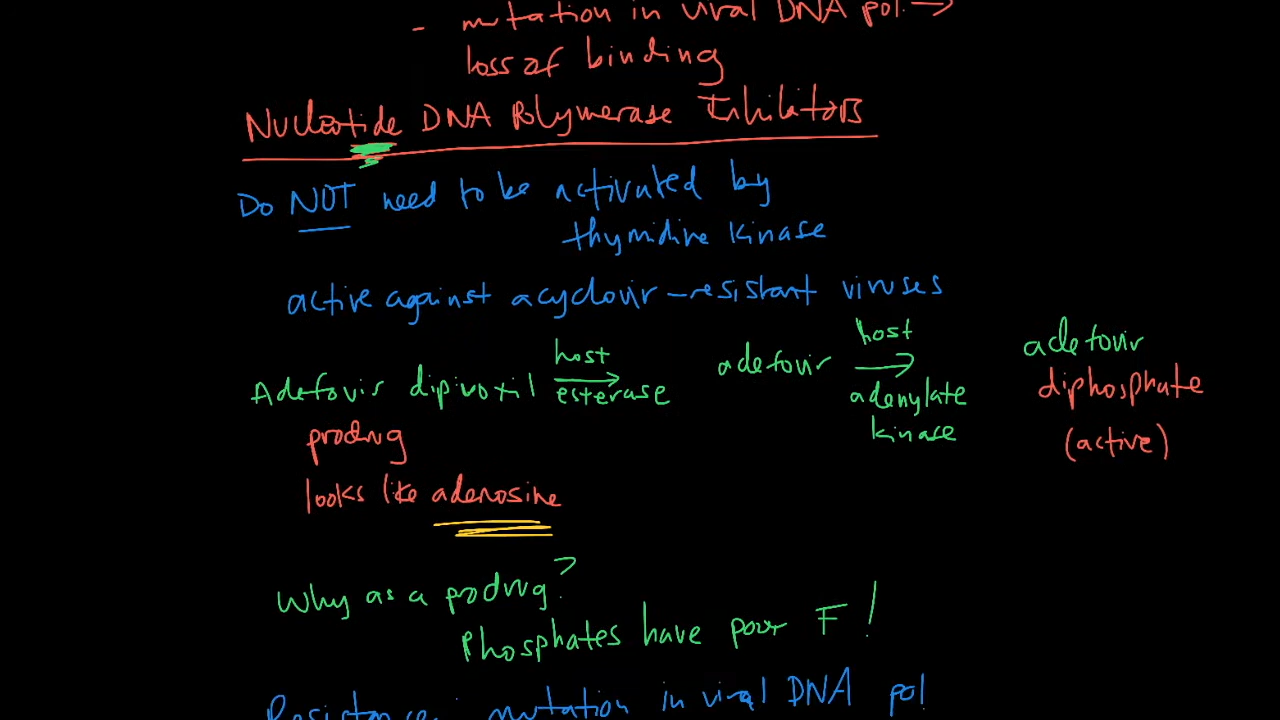 - mutation in viral DNA pol. →
loss of binding
Nucleotide DNA Polymerase Inhibitors
Do NOT need to be activated by
thymidine kinase
active against acyclovir-resistant viruses
Adefovir dipivoxil host → esterase adefovir host → adenylate kinase adefovir diphosphate (active)
prodrug
looks like adenosine
Why as a prodrug?
Phosphates have poor F!
Resistance: mutation in viral DNA pol